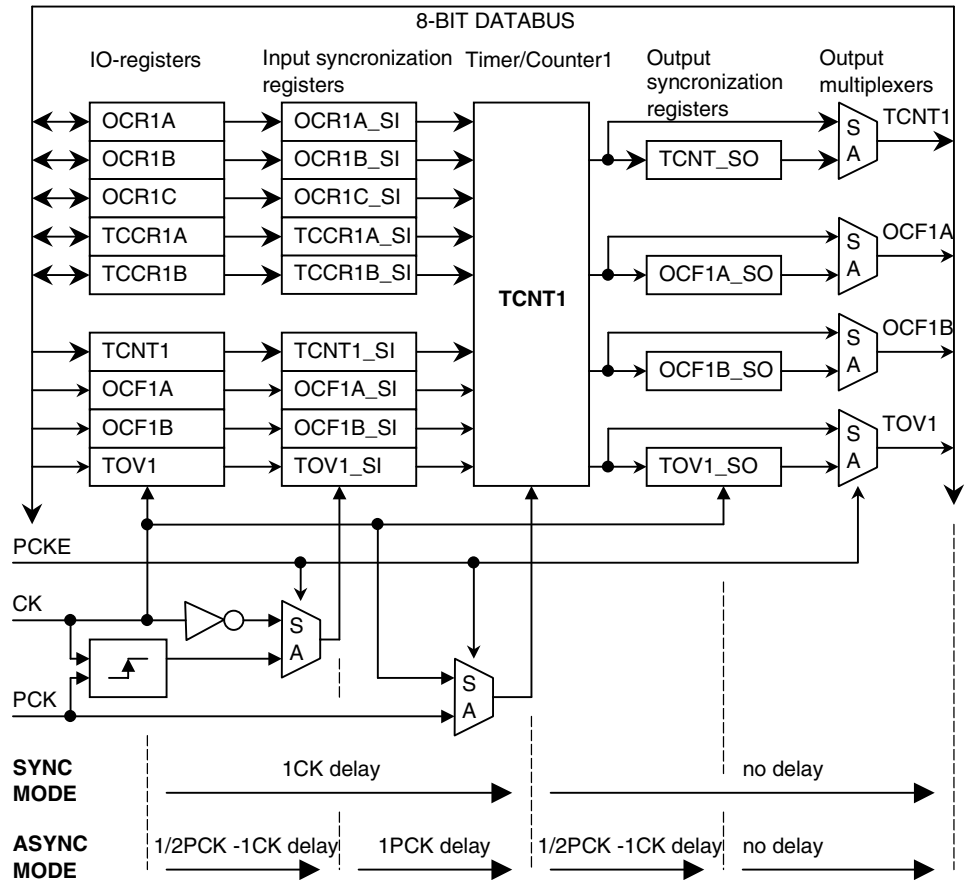 8-BIT DATABUS
IO-registers
Input syncronization
registers
Timer/Counter1
Output
syncronization
registers
Output
multiplexers
OCR1A
OCR1B
OCR1C
TCCR1A
TCCR1B
TCNT1
OCF1A
OCF1B
TOV1
OCR1A_SI
OCR1B_SI
OCR1C_SI
TCCR1A_SI
TCCR1B_SI
TCNT1_SI
OCF1A_SI
OCF1B_SI
TOV1_SI
TCNT1
TCNT_SO
OCF1A_SO
OCF1B_SO
TOV1_SO
S
A
TCNT1
S
A
OCF1A
S
A
OCF1B
S
A
TOV1
PCKE
CK
S
A
PCK
S
A
SYNC
MODE
1CK delay
no delay
ASYNC
MODE
1/2PCK -1CK delay
1PCK delay
1/2PCK -1CK delay
no delay